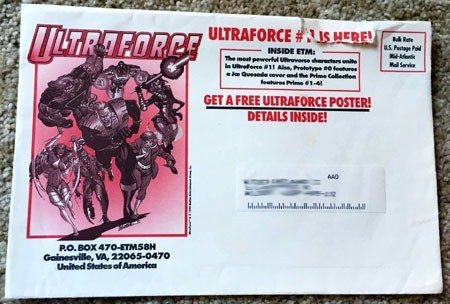 ULTRAFORCE
ULTRAFORCE # IS HERE!
INSIDE ETM:
The most powerful Ultraverse characters unite
in UltraForce #1! Also, Prototype #0 features
a Joe Quesada cover and the Prime Collection
features Prime #1-4!
GET A FREE ULTRAFORCE POSTER!
DETAILS INSIDE!
Bulk Rate
U.S. Postage Paid
Mid-Atlantic
Mail Service
AAO
P.O. BOX 470-ETM58H
Gainesville, VA, 22065-0470
United States of America